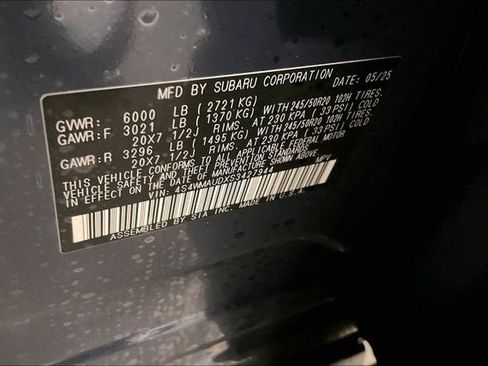 MFD BY SUBARU CORPORATION DATE: 05/25
GVWR: 6000 LB ( 2721 KG)
GAWR:F 3021 LB ( 1370 KG) WITH 245/50R20 102H TIRES.
20X7 1/2J RIMS. AT 230 KPA ( 33 PSI) COLD
GAWR:R 3296 LB ( 1495 KG) WITH 245/50R20 102H TIRES.
20X7 1/2J RIMS. AT 230 KPA ( 33 PSI) COLD
THIS VEHICLE CONFORMS TO ALL APPLICABLE FEDERAL MOTOR
VEHICLE SAFETY AND THEFT PREVENTION STANDARDS
IN EFFECT ON THE DATE OF MANUFACTURE SHOWN ABOVE.
VIN: 4S4WMAUDXS9427944 MPV
ASSEMBLED BY SIA INC. MADE IN U.S.A.